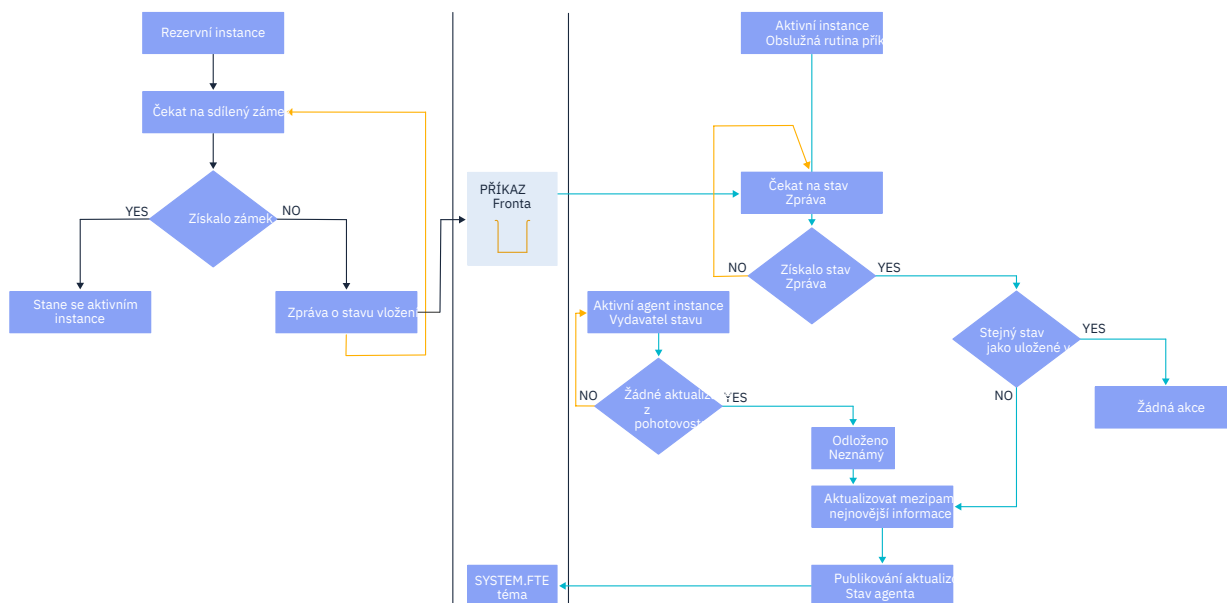 Rezervní instance
Čekat na sdílený zámek
Získalo zámek
YES
NO
Stane se aktivním
instance
Zpráva o stavu vložení
PŘÍKAZ
Fronta
SYSTEM.FTE
téma
Aktivní instance
Obslužná rutina přík
Čekat na stav
Zpráva
Získalo stav
Zpráva
NO
YES
Aktivní agent instance
Vydavatel stavu
Stejný stav
jako uložené v
YES
NO
Žádná akce
Žádné aktualiz
z
pohotovost
NO
YES
Odloženo
Neznámý
Aktualizovat mezipam
nejnovější informace
Publikování aktualize
Stav agenta